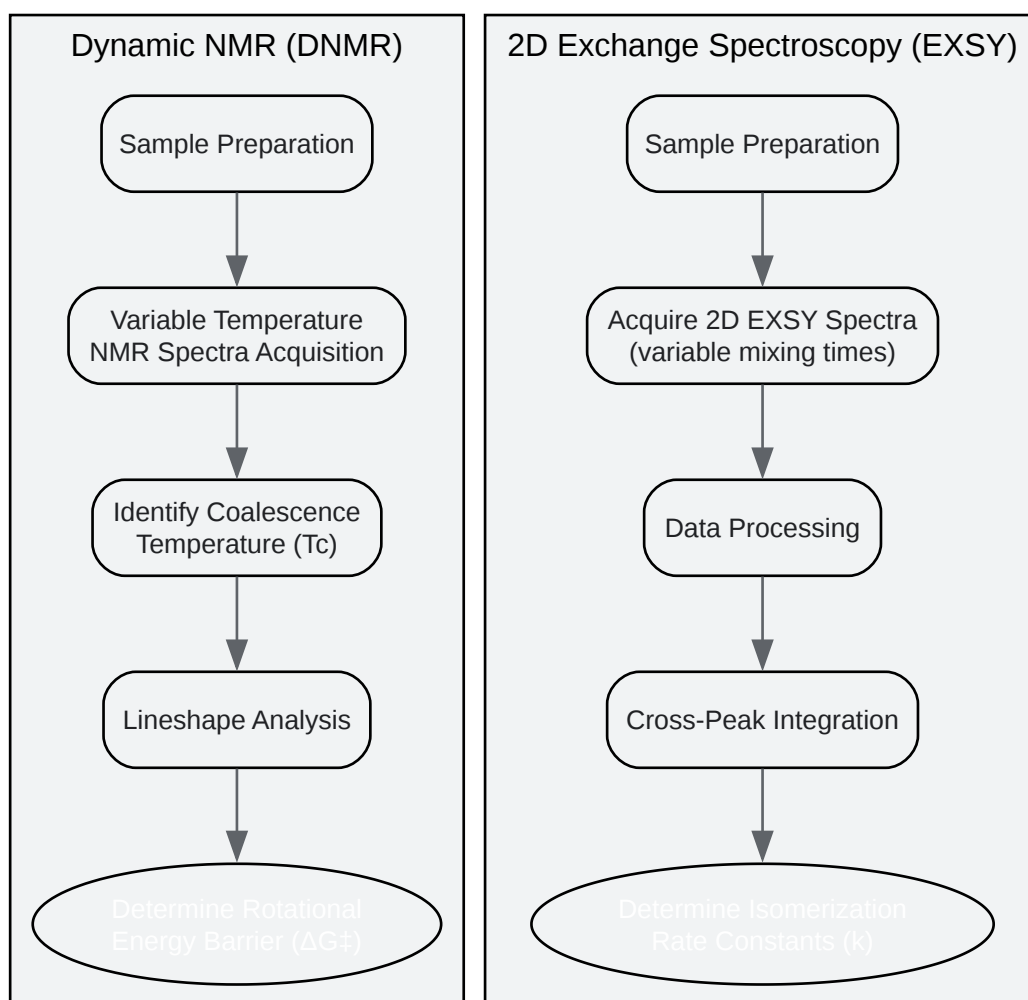 Dynamic NMR (DNMR)
Sample Preparation
Variable Temperature
NMR Spectra Acquisition
Identify Coalescence
Temperature (Tc)
Lineshape Analysis
Determine Rotational
Energy Barrier (ΔG‡)
2D Exchange Spectroscopy (EXSY)
Sample Preparation
Acquire 2D EXSY Spectra
(variable mixing times)
Data Processing
Cross-Peak Integration
Determine Isomerization
Rate Constants (k)